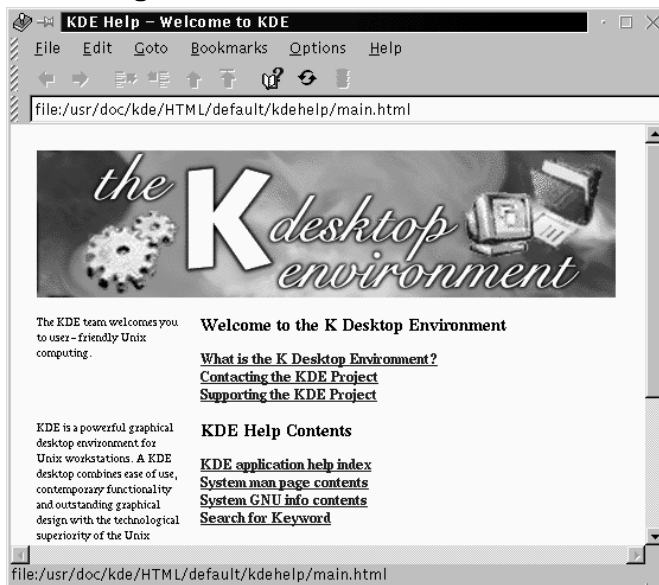 KDE Help – Welcome to KDE
File Edit Goto Bookmarks Options Help
file:/usr/doc/kde/HTML/default/kdehelp/main.html
the K desktop environment
The KDE team welcomes you
to user–friendly Unix
computing.
Welcome to the K Desktop Environment
What is the K Desktop Environment?
Contacting the KDE Project
Supporting the KDE Project
KDE is a powerful graphical
desktop environment for
Unix workstations. A KDE
desktop combines ease of use,
contemporary functionality
and outstanding graphical
design with the technological
superiority of the Unix
KDE Help Contents
KDE application help index
System man page contents
System GNU info contents
Search for Keyword
file:/usr/doc/kde/HTML/default/kdehelp/main.html